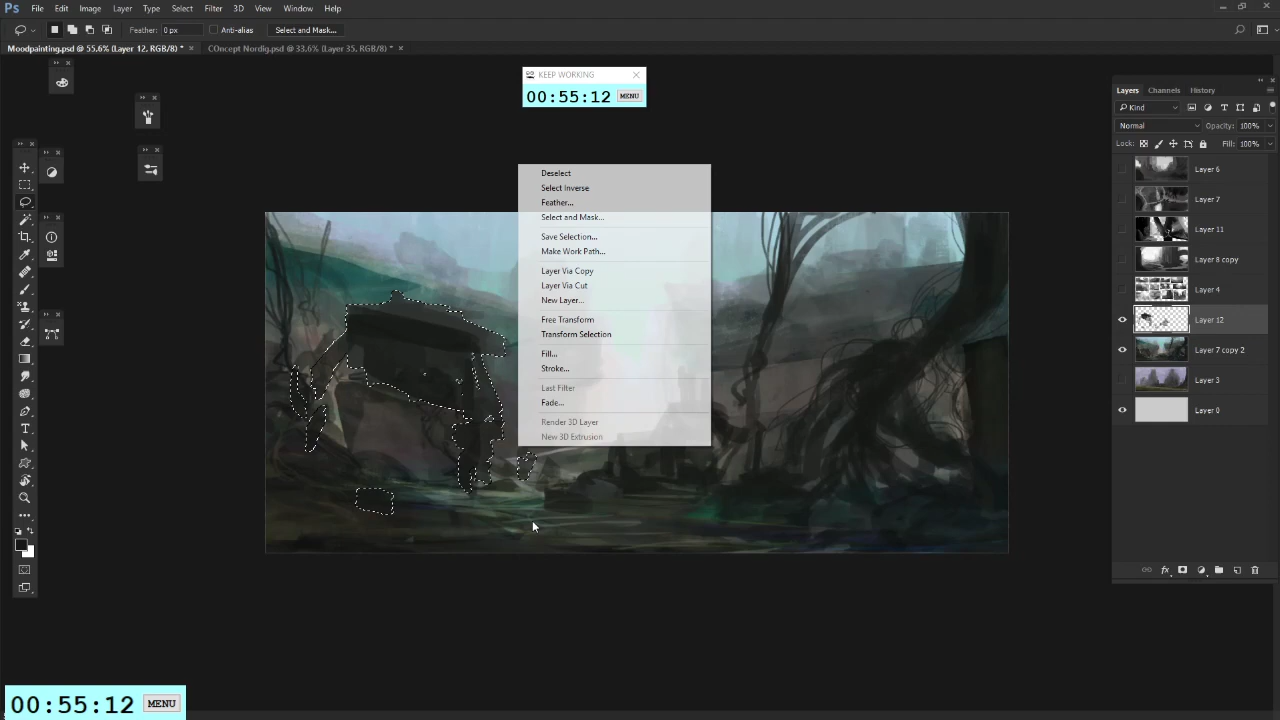 Ps File Edit Image Layer Type Select Filter 3D View Window Help
Feather: 0 px Anti-alias Select and Mask...
Moodpainting.psd @ 55.6% (Layer 12, RGB/8) * × COncept Nordig.psd @ 33.6% (Layer 35, RGB/8) * ×
KEEP WORKING
00:55:12 MENU
Deselect
Select Inverse
Feather...
Select and Mask...
Save Selection...
Make Work Path...
Layer Via Copy
Layer Via Cut
New Layer...
Free Transform
Transform Selection
Fill...
Stroke...
Last Filter
Fade...
Render 3D Layer
New 3D Extrusion
Layers Channels History
Kind
Normal Opacity: 100%
Lock: Fill: 100%
Layer 6
Layer 7
Layer 11
Layer 8 copy
Layer 4
Layer 12
Layer 7 copy 2
Layer 3
Layer 0
00:55:12 MENU